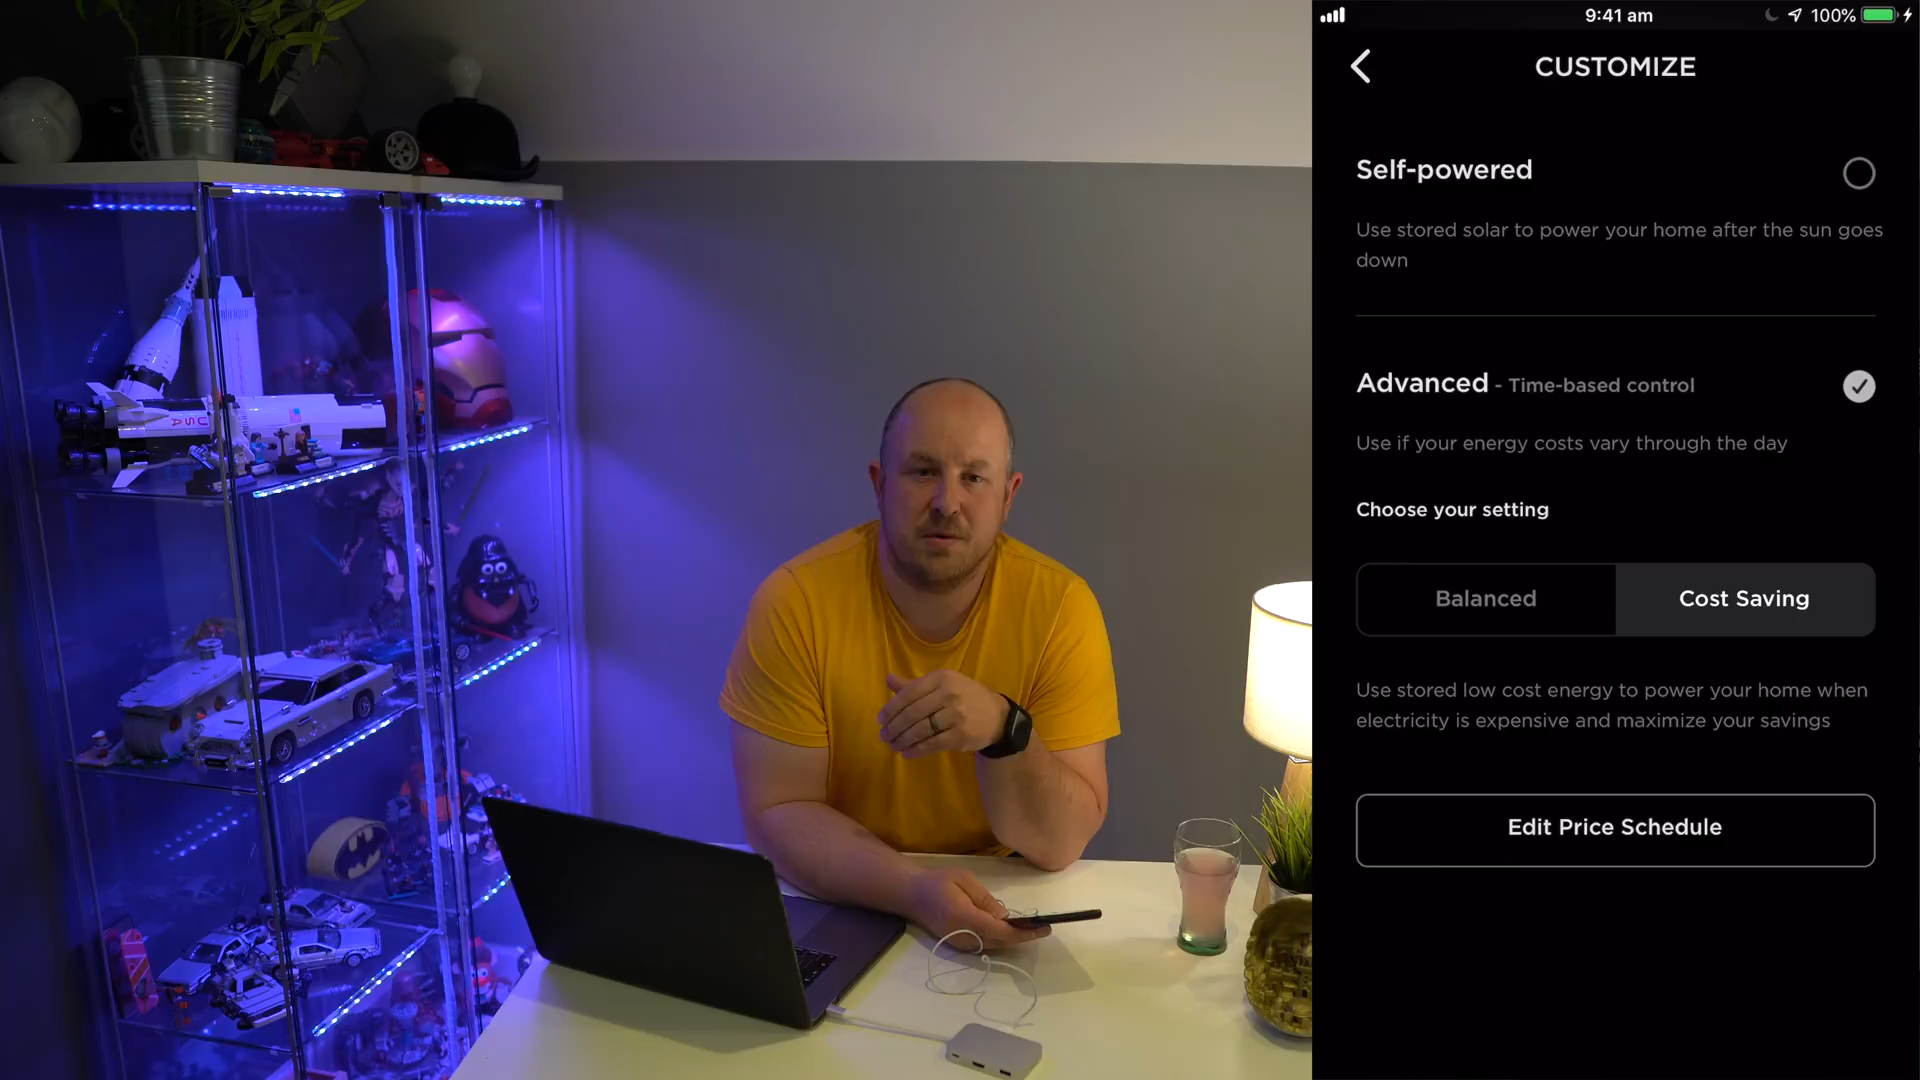 9:41 am
100%
CUSTOMIZE
Self-powered
Use stored solar to power your home after the sun goes
down
Advanced - Time-based control
Use if your energy costs vary through the day
Choose your setting
Balanced
Cost Saving
Use stored low cost energy to power your home when
electricity is expensive and maximize your savings
Edit Price Schedule
USA